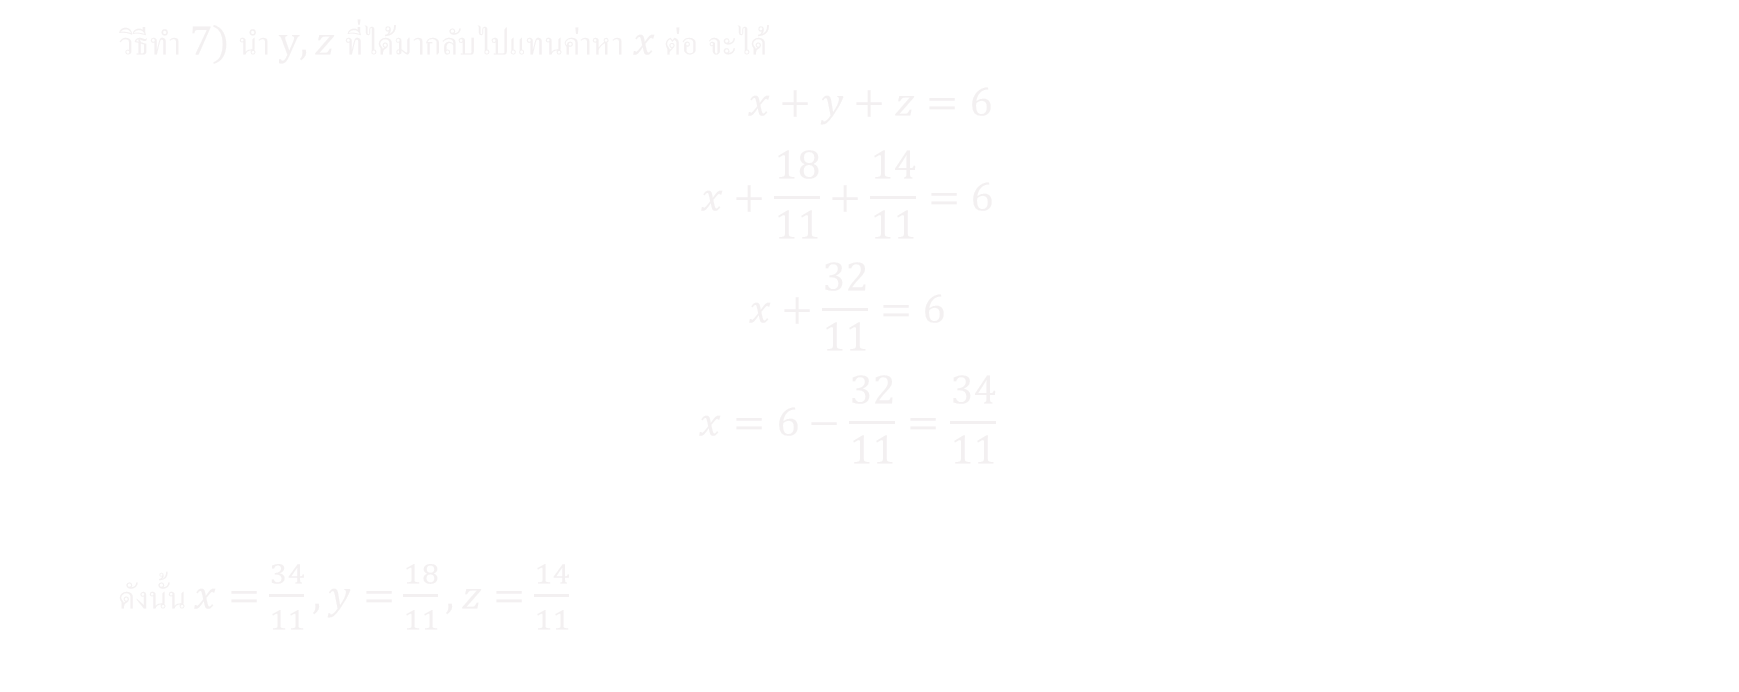 วิธีทำ 7) นำ y, z ที่ได้มากลับไปแทนค่าหา x ต่อ จะได้
x + y + z = 6
x + 18/11 + 14/11 = 6
x + 32/11 = 6
x = 6 − 32/11 = 34/11
ดังนั้น x = 34/11 , y = 18/11 , z = 14/11